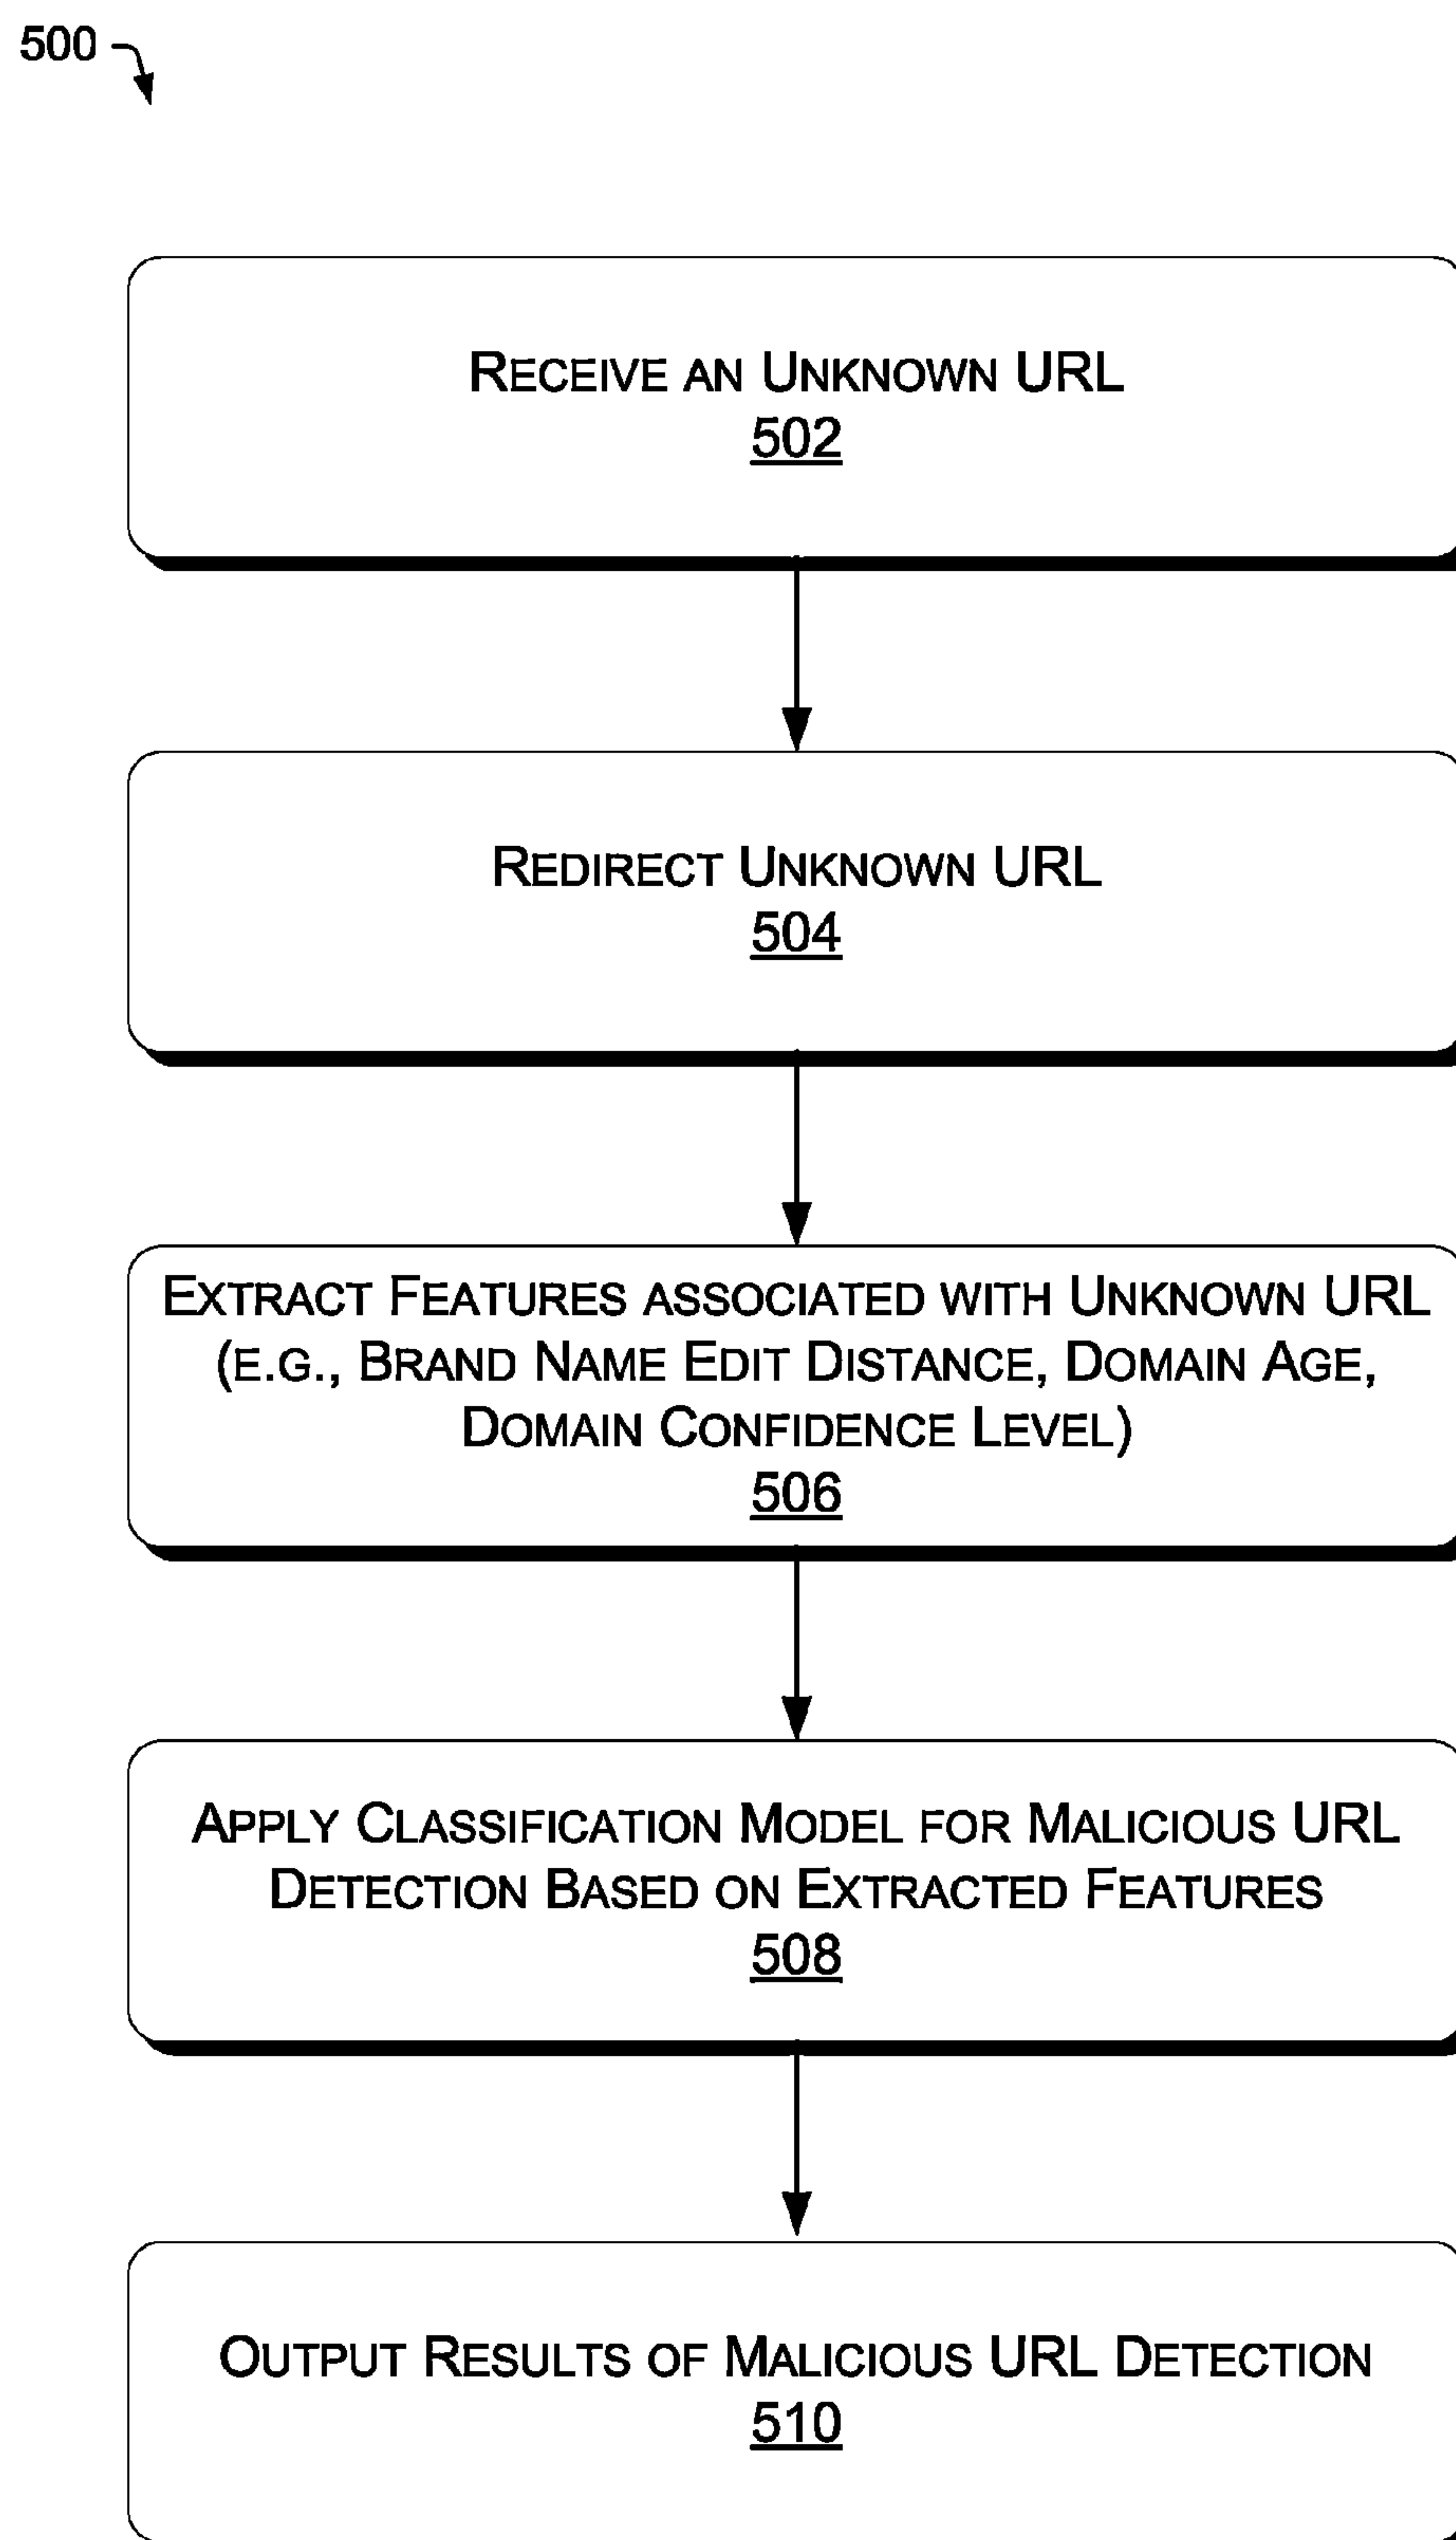 500
RECEIVE AN UNKNOWN URL
502
REDIRECT UNKNOWN URL
504
EXTRACT FEATURES ASSOCIATED WITH UNKNOWN URL
(E.G., BRAND NAME EDIT DISTANCE, DOMAIN AGE,
DOMAIN CONFIDENCE LEVEL)
506
APPLY CLASSIFICATION MODEL FOR MALICIOUS URL
DETECTION BASED ON EXTRACTED FEATURES
508
OUTPUT RESULTS OF MALICIOUS URL DETECTION
510